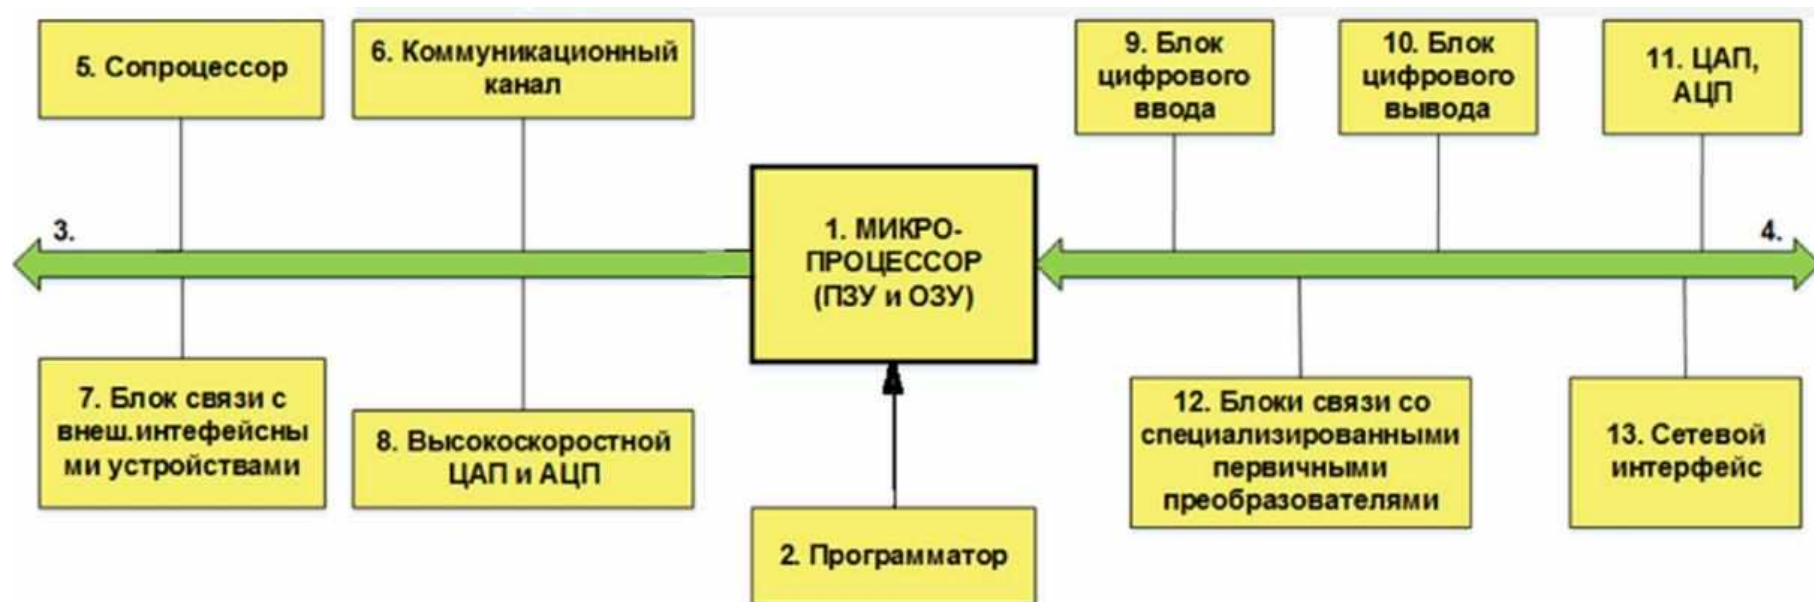 5. Сопроцессор
6. Коммуникационный
канал
9. Блок
цифрового
ввода
10. Блок
цифрового
вывода
11. ЦАП,
АЦП
3.
1. МИКРО-
ПРОЦЕССОР
(ПЗУ и ОЗУ)
4.
7. Блок связи с
внеш.интефейсны
ми устройствами
8. Высокоскоростной
ЦАП и АЦП
12. Блоки связи со
специализированными
первичными
преобразователями
13. Сетевой
интерфейс
2. Программатор